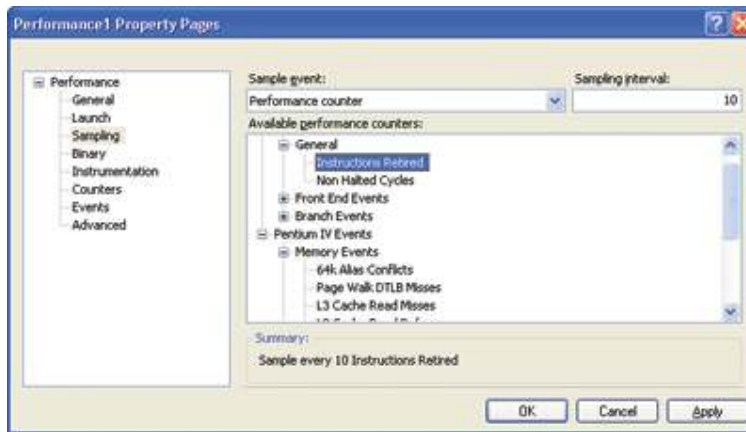 Performance1 Property Pages
Performance
General
Launch
Sampling
Binary
Instrumentation
Counters
Events
Advanced
Sample event:
Sampling interval:
Performance counter
10
Available performance counters:
General
Instructions Retired
Non Halted Cycles
Front End Events
Branch Events
Pentium IV Events
Memory Events
64k Alias Conflicts
Page Walk DTLB Misses
L3 Cache Read Misses
Summary:
Sample every 10 Instructions Retired
OK
Cancel
Apply